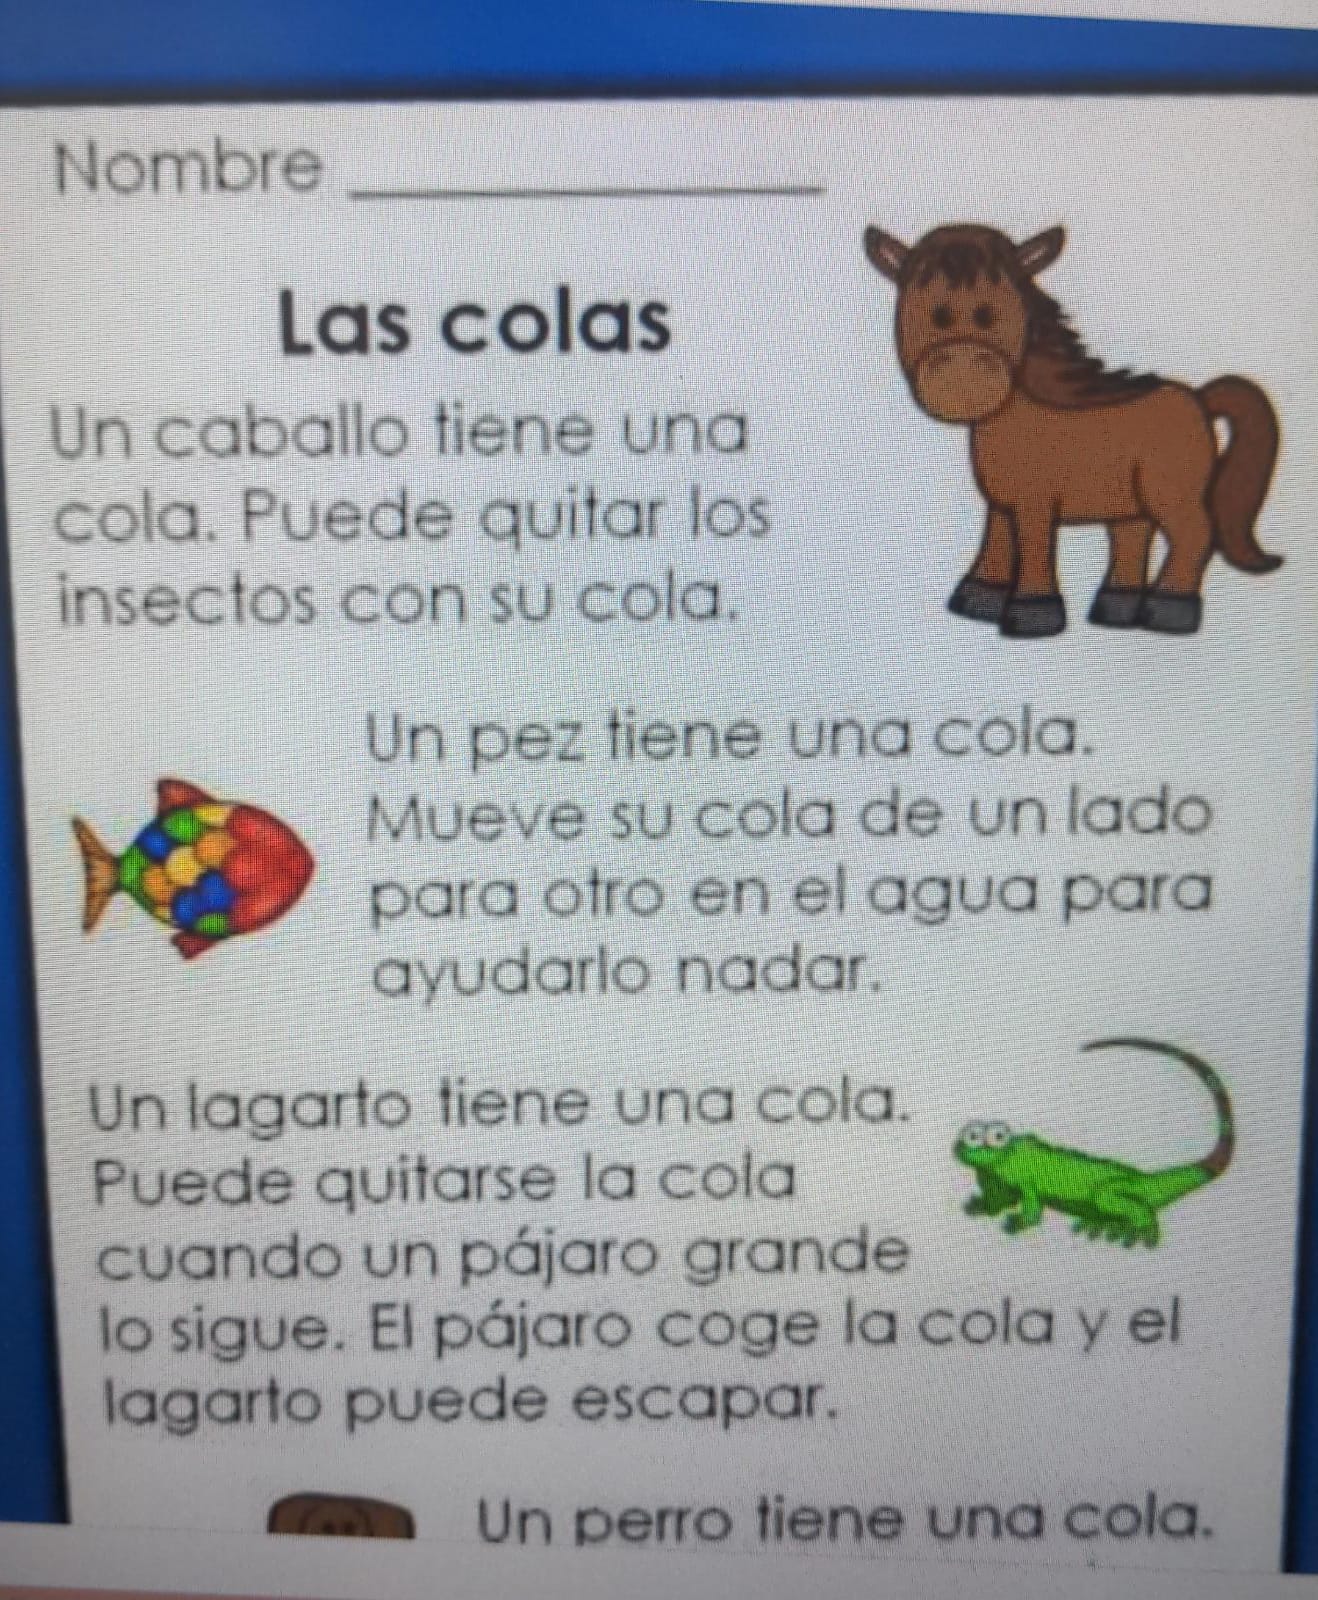 Nombre
Las colas
Un caballo tiene una
cola. Puede quitar los
insectos con su cola.
Un pez tiene una cola.
Mueve su cola de un lado
para otro en el agua para
ayudarlo nadar.
Un lagarto tiene una cola.
Puede quitarse la cola
cuando un pájaro grande
lo sigue. El pájaro coge la cola y el
lagarto puede escapar.
Un perro tiene una cola.